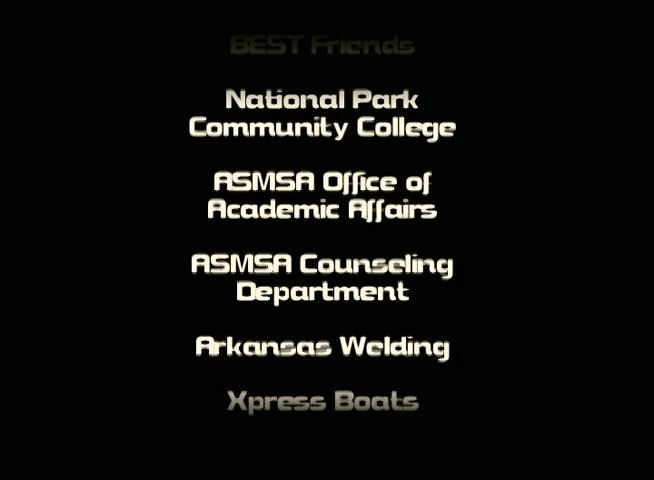 BEST Friends
National Park
Community College
ASMSA Office of
Academic Affairs
ASMSA Counseling
Department
Arkansas Welding
Xpress Boats